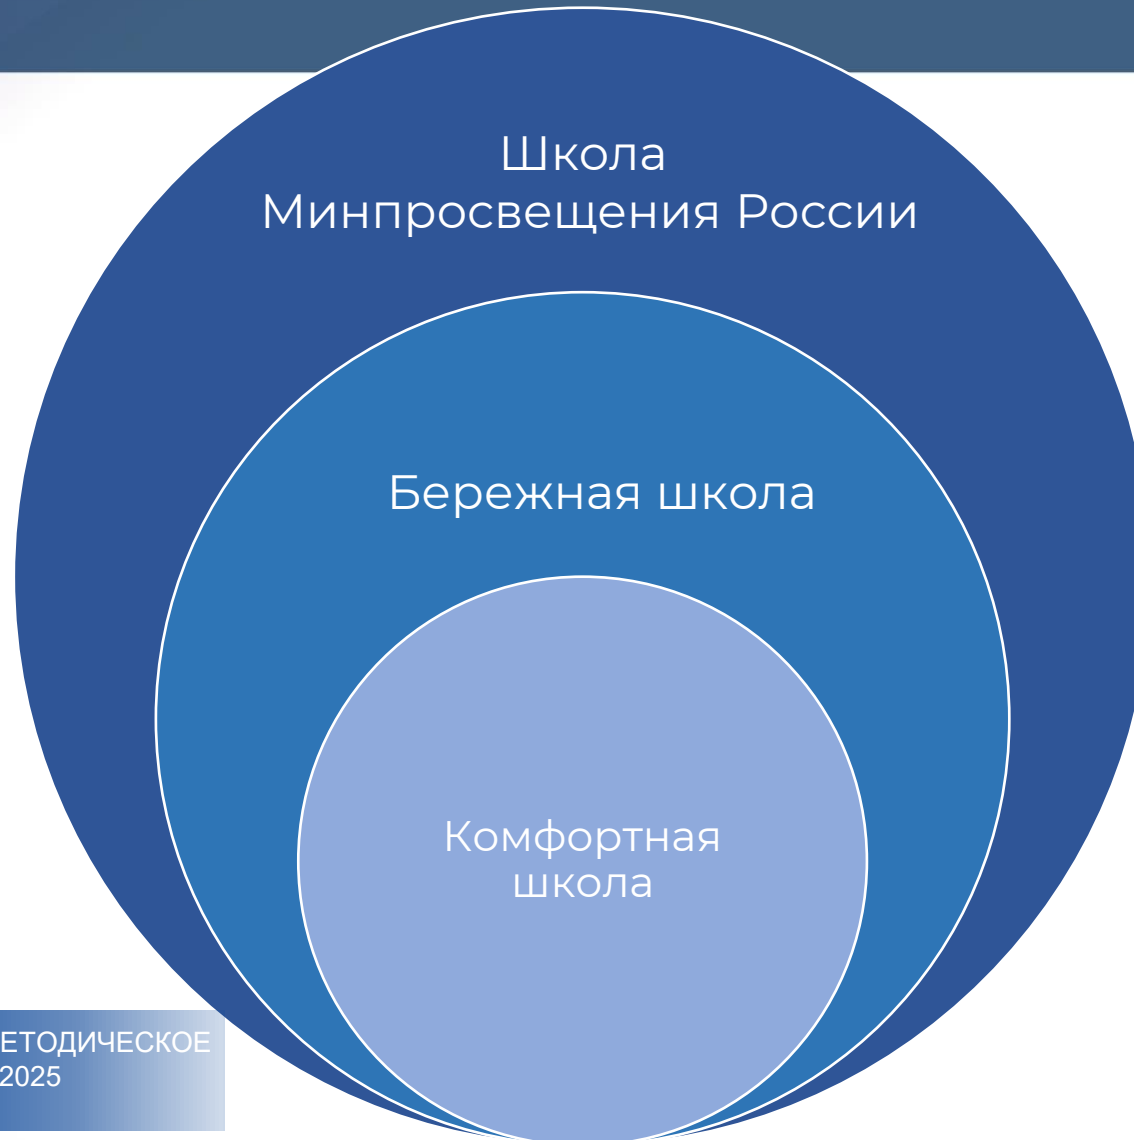 Школа
Минпросвещения России
Бережная школа
Комфортная
школа
ЕТОДИЧЕСКОЕ
2025